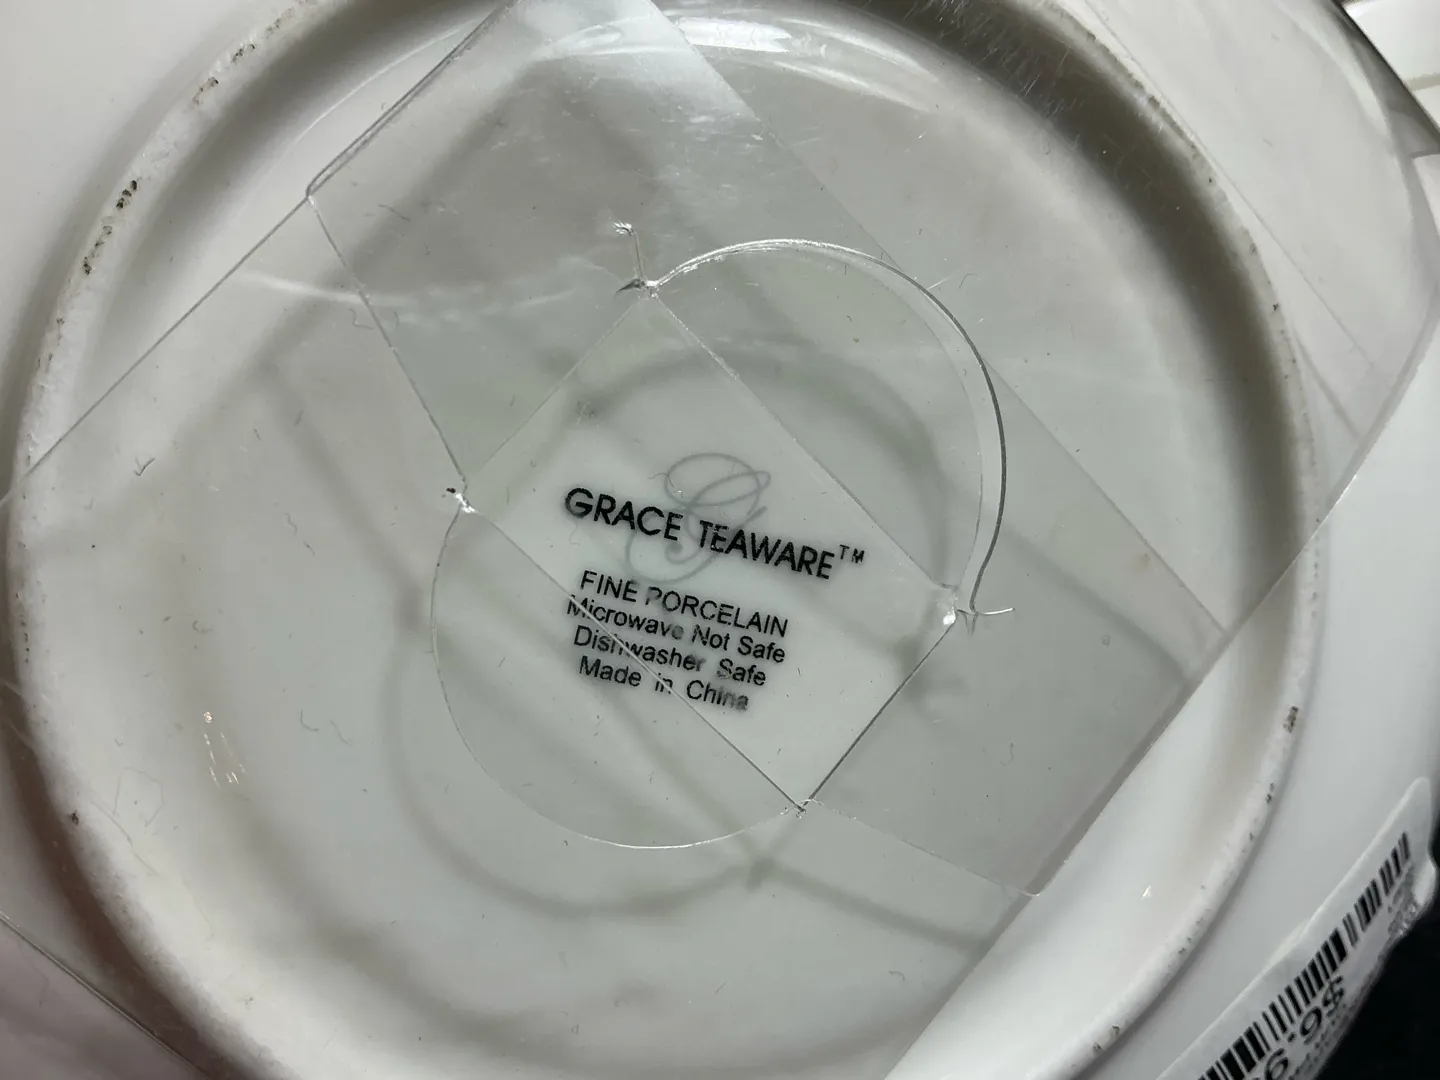 G
GRACE TEAWARE™
FINE PORCELAIN
Microwave Not Safe
Dishwasher Safe
Made in China